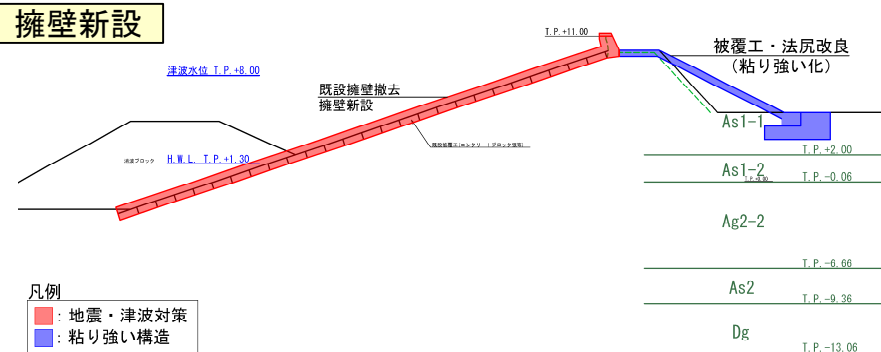 擁壁新設
T.P.+11.00
被覆工・法尻改良
(粘り強い化)
津波水位 T.P.+8.00
既設擁壁撤去
擁壁新設
消波ブロック
H.W.L. T.P.+1.30
As1-1
T.P.+2.00
As1-2
T.P.-0.06
Ag2-2
T.P.-6.66
As2
T.P.-9.36
Dg
T.P.-13.06
凡例
：地震・津波対策
：粘り強い構造